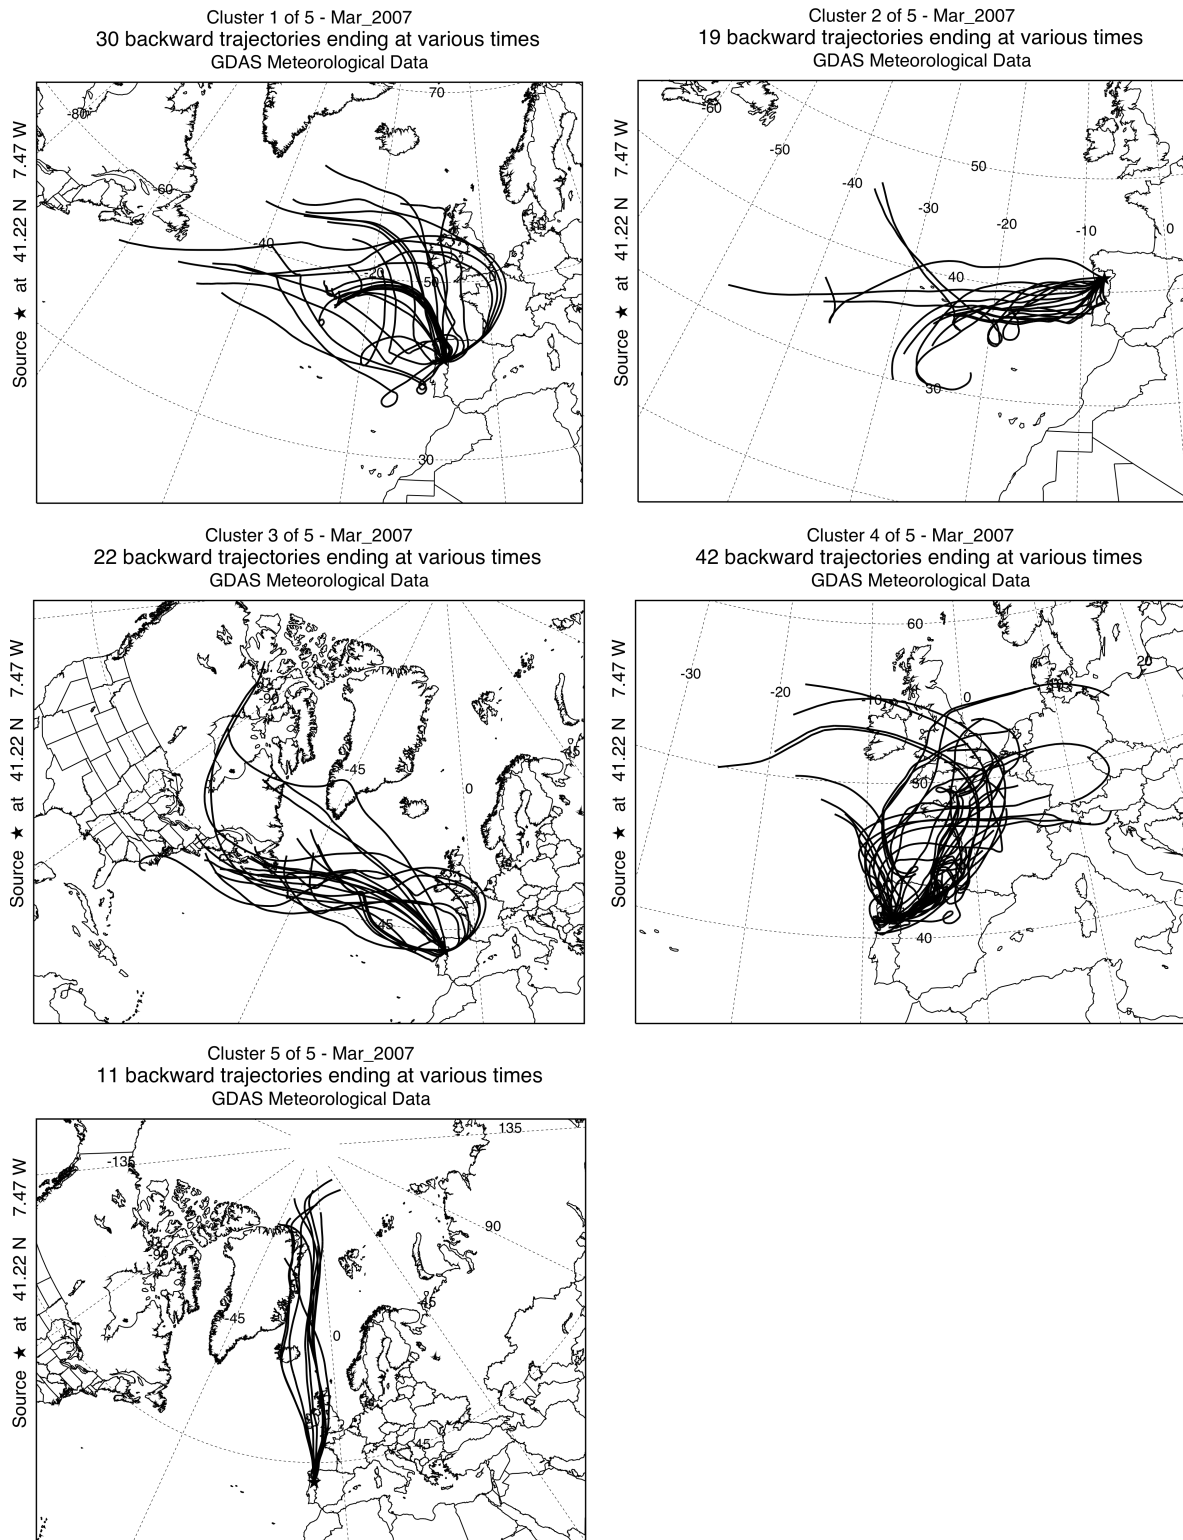 Cluster 1 of 5 - Mar_2007
30 backward trajectories ending at various times
GDAS Meteorological Data
Source ★ at 41.22 N 7.47 W
-80
70
-60
-40
-20
50
30
Cluster 2 of 5 - Mar_2007
19 backward trajectories ending at various times
GDAS Meteorological Data
Source ★ at 41.22 N 7.47 W
-60
-50
50
-40
-30
-20
-10
0
40
30
Cluster 3 of 5 - Mar_2007
22 backward trajectories ending at various times
GDAS Meteorological Data
Source ★ at 41.22 N 7.47 W
-90
-45
0
45
Cluster 4 of 5 - Mar_2007
42 backward trajectories ending at various times
GDAS Meteorological Data
Source ★ at 41.22 N 7.47 W
60
20
-30
-20
0
50
40
Cluster 5 of 5 - Mar_2007
11 backward trajectories ending at various times
GDAS Meteorological Data
Source ★ at 41.22 N 7.47 W
135
-135
90
-90
-45
45
0
45